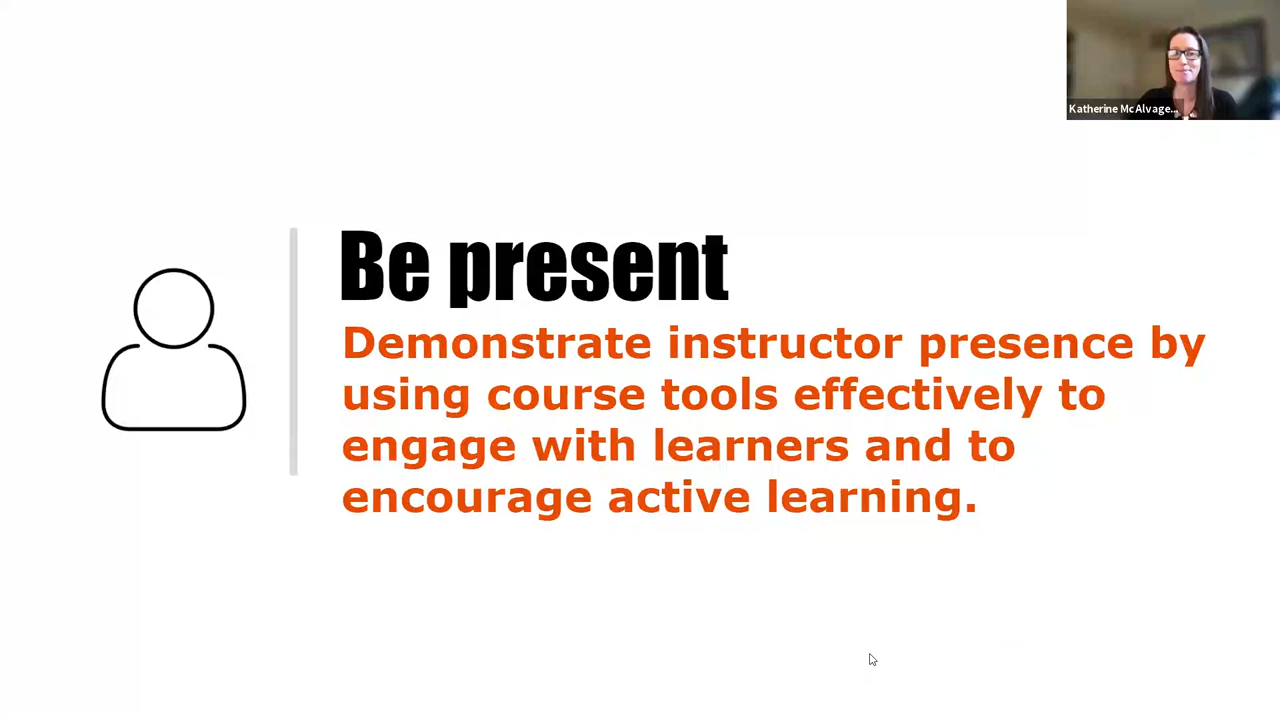 Katherine McAlvage...
Be present
Demonstrate instructor presence by
using course tools effectively to
engage with learners and to
encourage active learning.